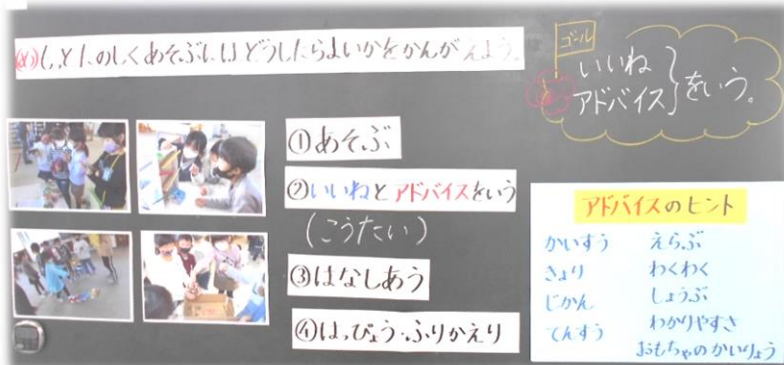 (め)もっとたのしくあそぶにはどうしたらよいかをかんがえよう。
ゴール
いいね
アドバイス
をいう。
①あそぶ
②いいねとアドバイスをいう
(こうたい)
③はなしあう
④はっぴょう・ふりかえり
アドバイスのヒント
かいすう えらぶ
きょり わくわく
じかん しょうぶ
てんすう わかりやすさ
おもちゃのかいりょう